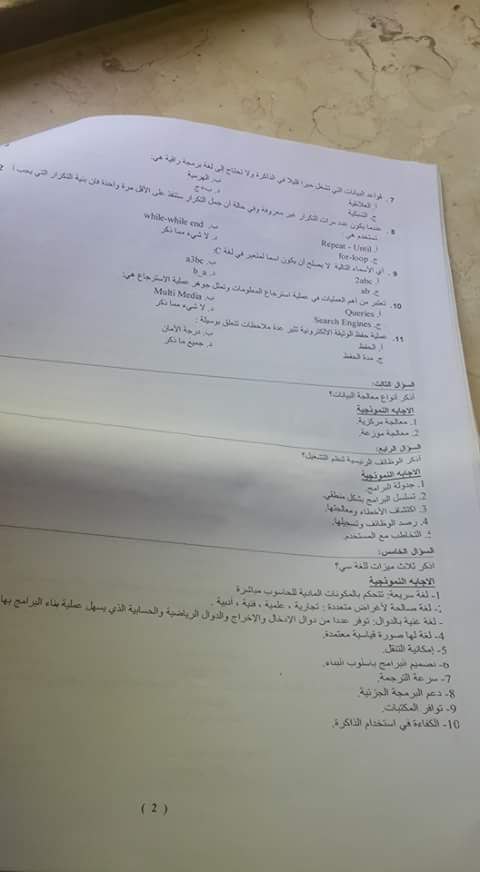 7. قواعد البيانات التي تشغل حيزا قليلا في الذاكرة ولا تحتاج إلى لغة برمجة راقية هي:
أ. العلائقية
ب. الهرمية
ج. الشبكية
د. ب+ج
8. عندما يكون عدد مرات التكرار غير معروفة وفي حالة أن جمل التكرار ستنفذ على الأقل مرة واحدة فان بنية التكرار التي يجب أ
تستخدم هي:
أ. Repeat - Until
ب. while-while end
ج. for-loop
د. لا شيء مما ذكر
9. أي الأسماء التالية لا يصلح أن يكون اسما لمتغير في لغة C:
أ. 2abc
ب. a3bc
ج. ab
د. b_a
10. تعتبر من أهم العمليات في عملية استرجاع المعلومات وتمثل جوهر عملية الاسترجاع هي:
أ. Queries
ب. Multi Media
ج. Search Engines
د. لا شيء مما ذكر
11. عملية حفظ الوثيقة الالكترونية تثير عدة ملاحظات تتعلق بوسيلة:
أ. الحفظ
ب. درجة الأمان
ج. مدة الحفظ
د. جميع ما ذكر
السؤال الثالث:
أذكر أنواع معالجة البيانات؟
الاجابه النموذجية
1. معالجة مركزية.
2. معالجة موزعة.
السؤال الرابع:
أذكر الوظائف الرئيسية لنظم التشغيل؟
الاجابه النموذجية
1. جدولة البرامج.
2. تسلسل البرامج بشكل منطقي.
3. اكتشاف الأخطاء ومعالجتها.
4. رصد الوظائف وتسجيلها.
التخاطب مع المستخدم.
السؤال الخامس:
اذكر ثلاث ميزات للغة سي؟
الاجابه النموذجية
1- لغة سريعة: تتحكم بالمكونات المادية للحاسوب مباشرة
لغة صالحة لأغراض متعددة : تجارية ، علمية ، فنية ، أدبية .
- لغة غنية بالدوال: توفر عددا من دوال الإدخال والإخراج والدوال الرياضية والحسابية الذي يسهل عملية بناء البرامج بها
4- لغة لها صورة قياسية معتمدة.
5- إمكانية التنقل.
6- تصميم البرامج باسلوب البناء.
7- سرعة الترجمة.
8- دعم البرمجة الجزئية.
9- توافر المكتبات.
10- الكفاءة في استخدام الذاكرة.
( 2 )